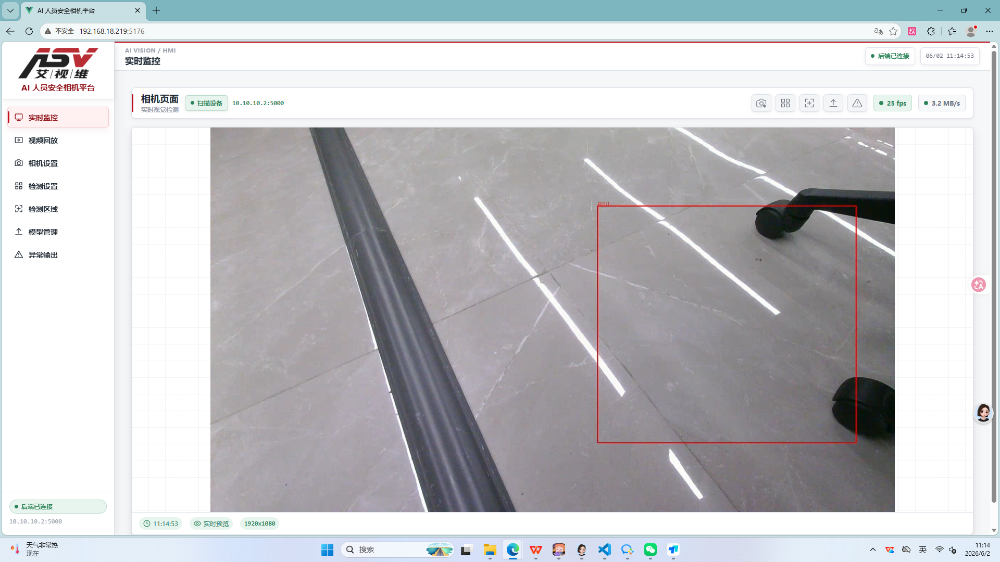 AI 人员安全相机平台
不安全 192.168.18.219:5176
ASV
艾/视/维
AI 人员安全相机平台
实时监控
视频回放
相机设置
检测设置
检测区域
模型管理
异常输出
后端已连接
10.10.10.2:5000
AI VISION / HMI
实时监控
后端已连接
06/02 11:14:53
相机页面
实时视觉检测
扫描设备
10.10.10.2:5000
25 fps
3.2 MB/s
ROI1
11:14:53
实时预览
1920x1080
天气非常热
现在
搜索
英
11:14
2026/6/2